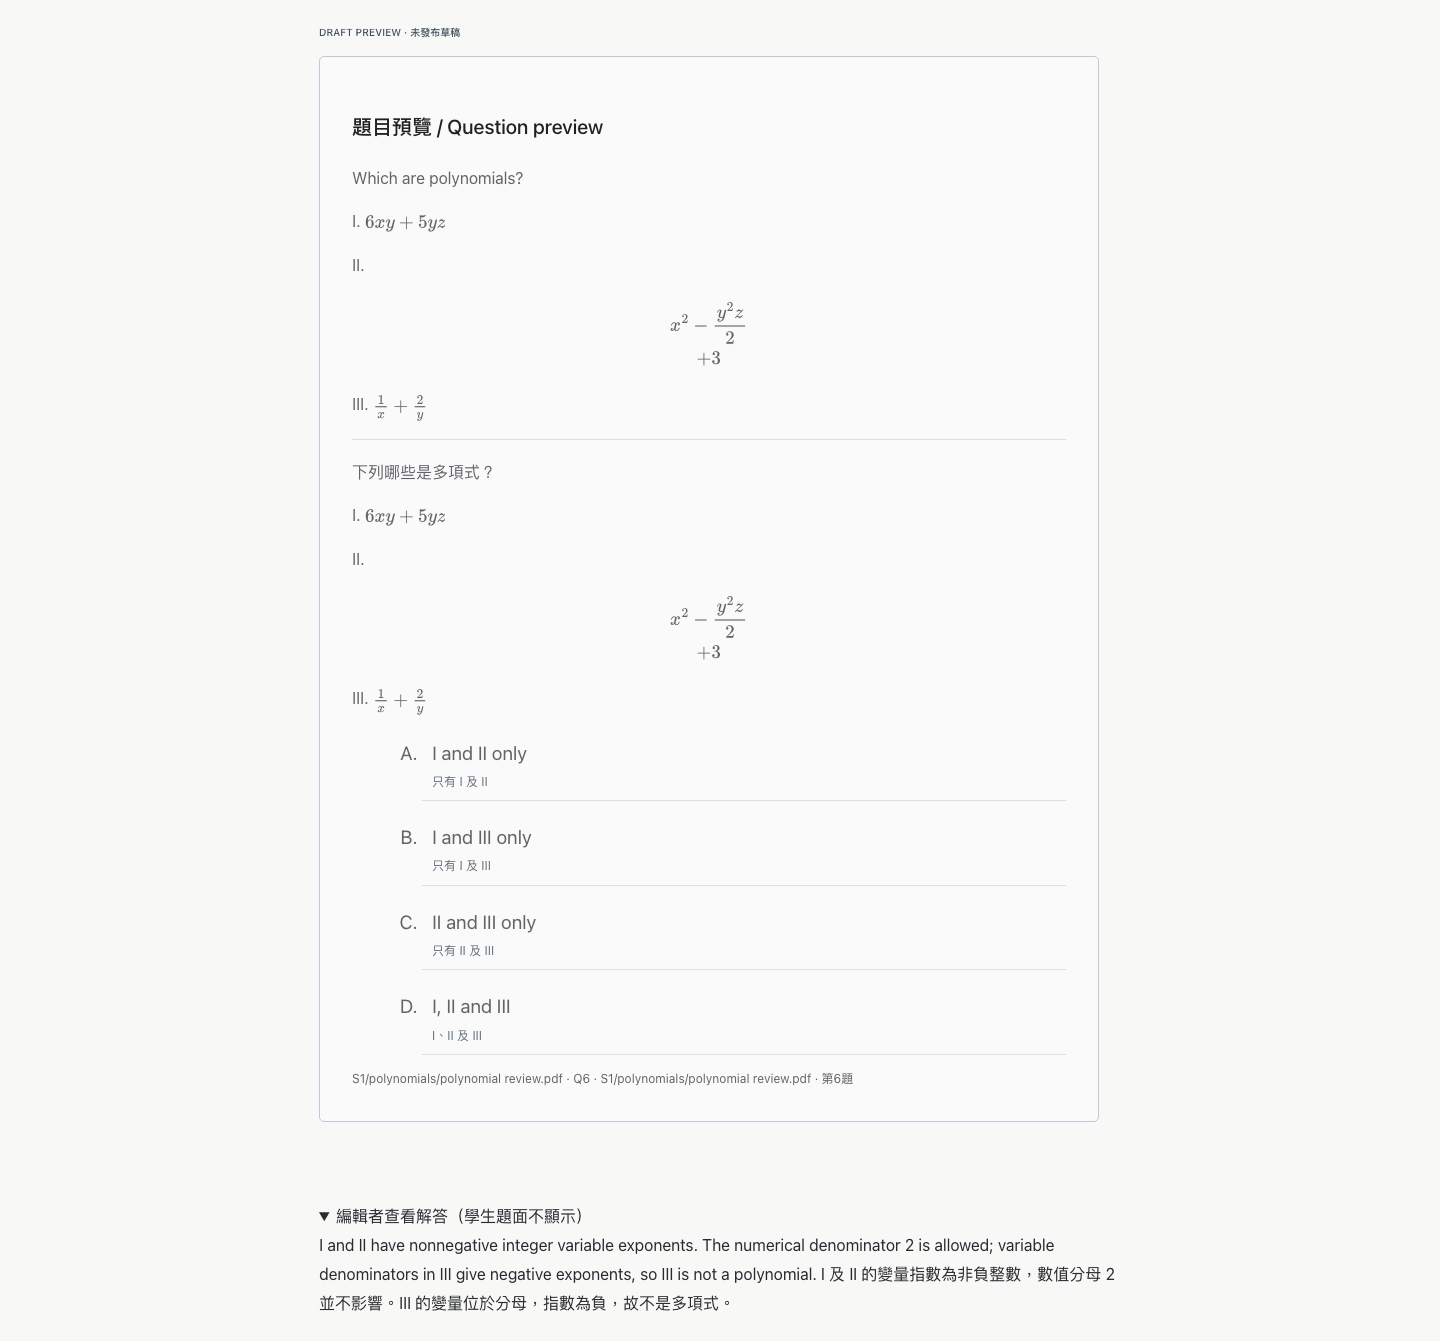 DRAFT PREVIEW · 未發布草稿
題目預覽 / Question preview
Which are polynomials?
I. 6xy + 5yz
II.
x² − y²z/2
+3
III. 1/x + 2/y
下列哪些是多項式？
I. 6xy + 5yz
II.
x² − y²z/2
+3
III. 1/x + 2/y
A. I and II only
只有 I 及 II
B. I and III only
只有 I 及 III
C. II and III only
只有 II 及 III
D. I, II and III
I、II 及 III
S1/polynomials/polynomial review.pdf · Q6 · S1/polynomials/polynomial review.pdf · 第6題
▼ 編輯者查看解答（學生題面不顯示）
I and II have nonnegative integer variable exponents. The numerical denominator 2 is allowed; variable
denominators in III give negative exponents, so III is not a polynomial. I 及 II 的變量指數為非負整數，數值分母 2
並不影響。III 的變量位於分母，指數為負，故不是多項式。